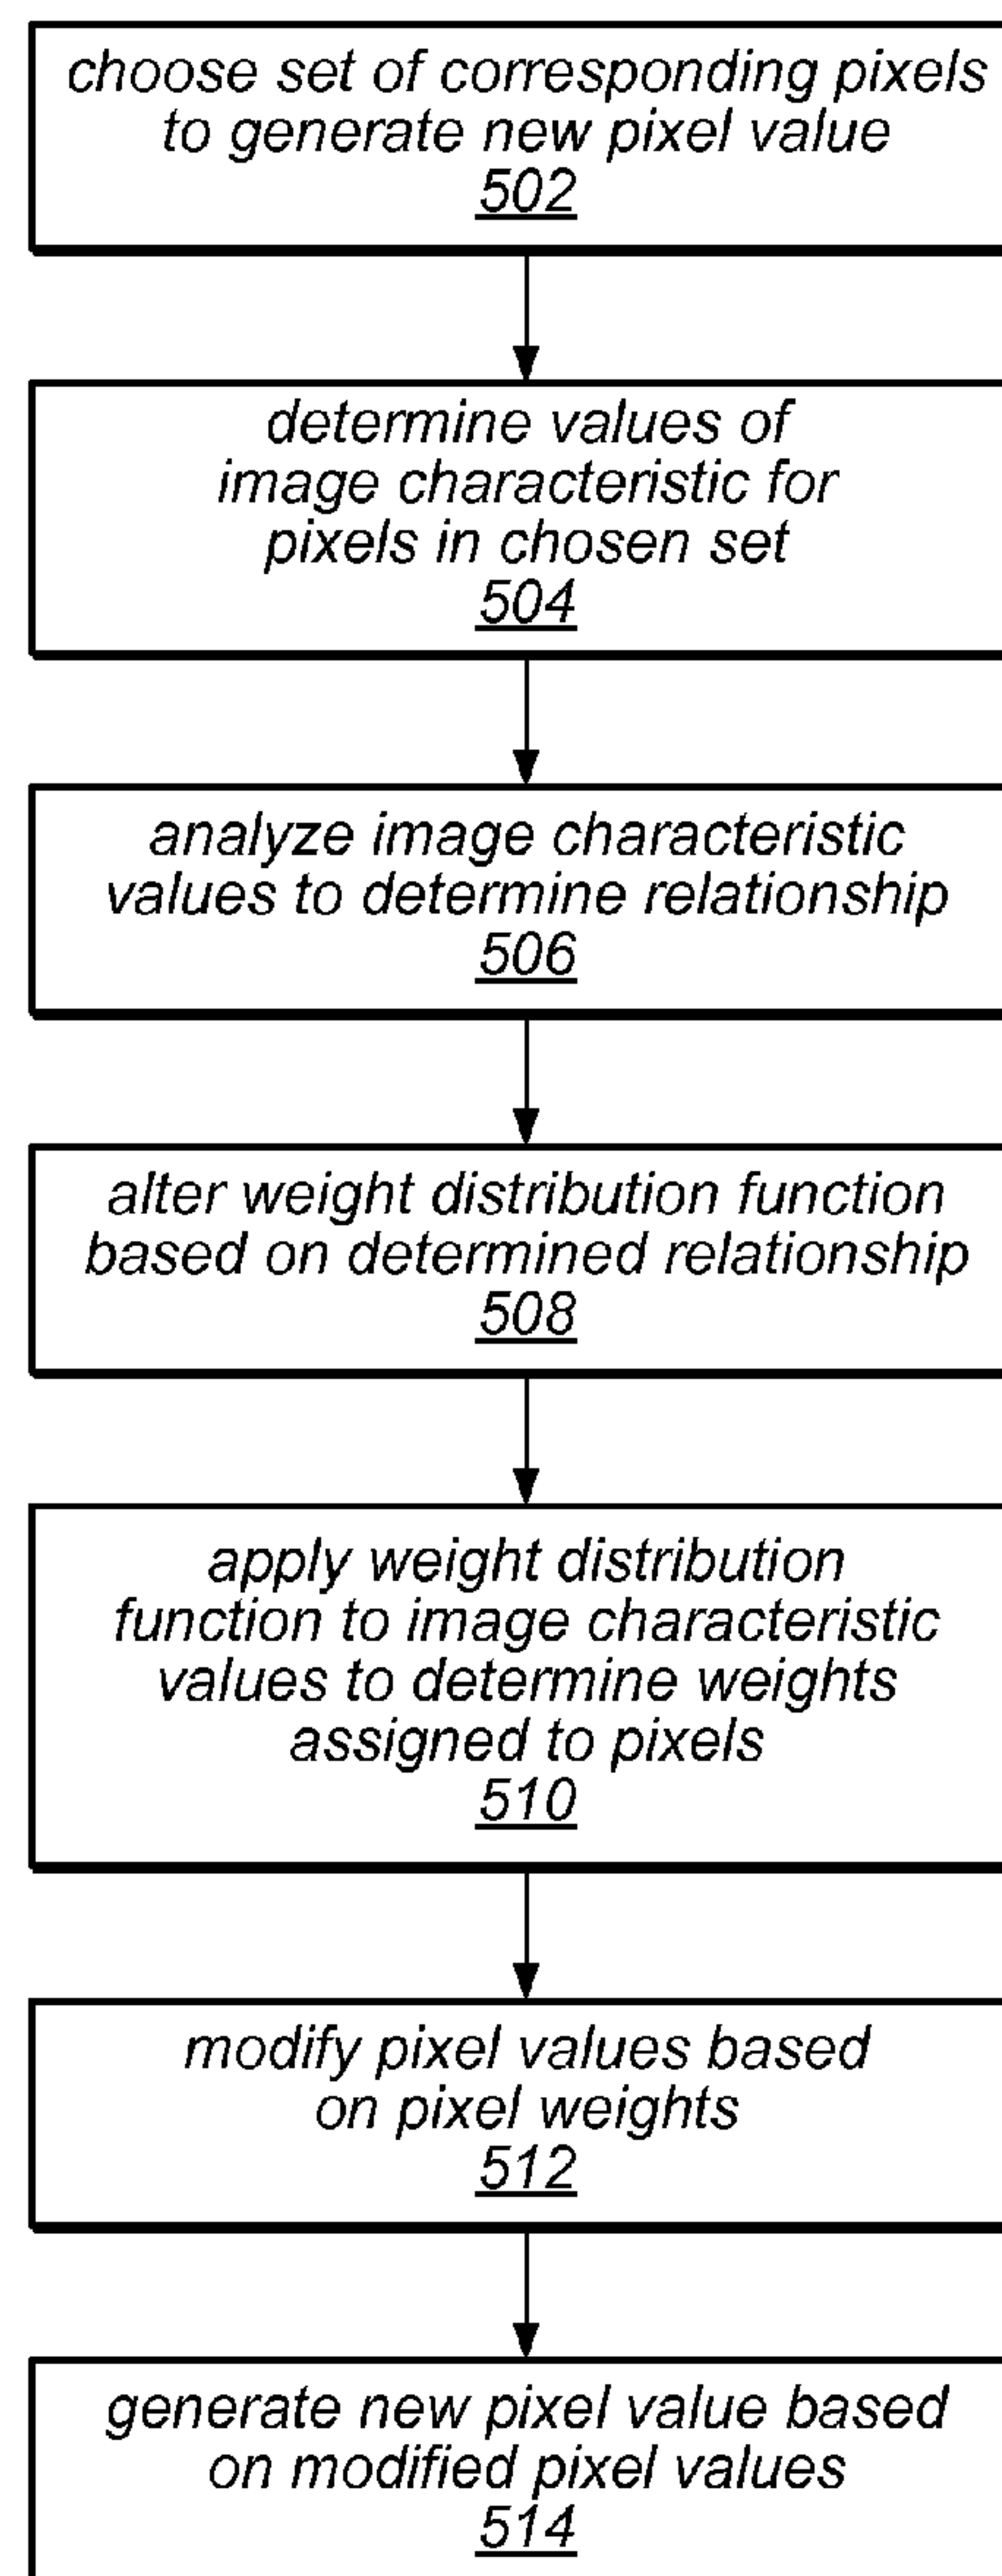 choose set of corresponding pixels
to generate new pixel value
502
determine values of
image characteristic for
pixels in chosen set
504
analyze image characteristic
values to determine relationship
506
alter weight distribution function
based on determined relationship
508
apply weight distribution
function to image characteristic
values to determine weights
assigned to pixels
510
modify pixel values based
on pixel weights
512
generate new pixel value based
on modified pixel values
514